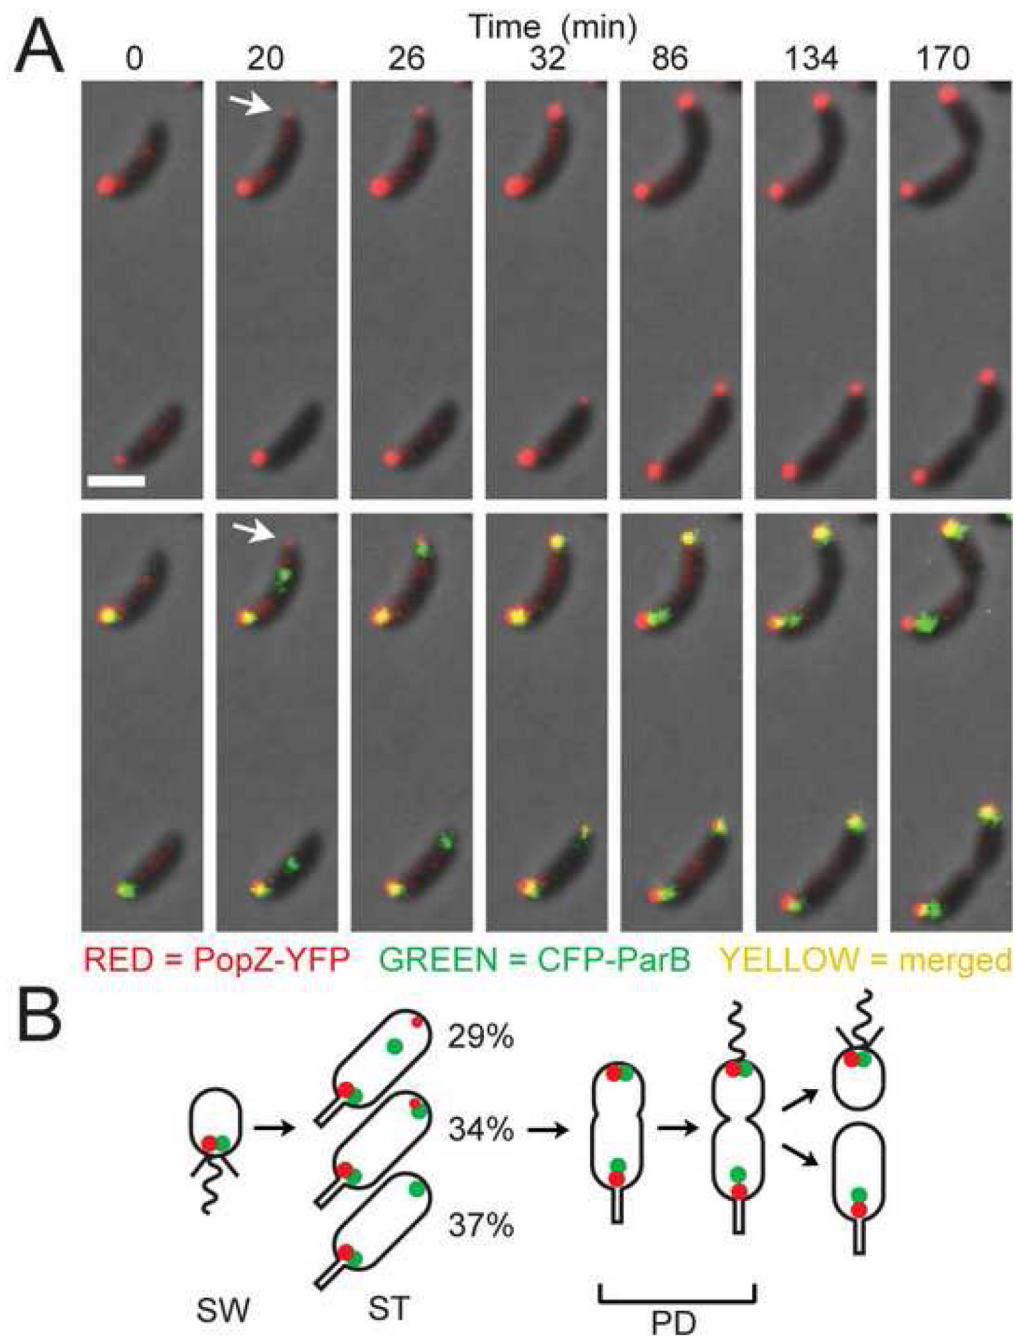 A
Time (min)
0 20 26 32 86 134 170
RED = PopZ-YFP GREEN = CFP-ParB YELLOW = merged
B
29%
34%
37%
SW ST PD